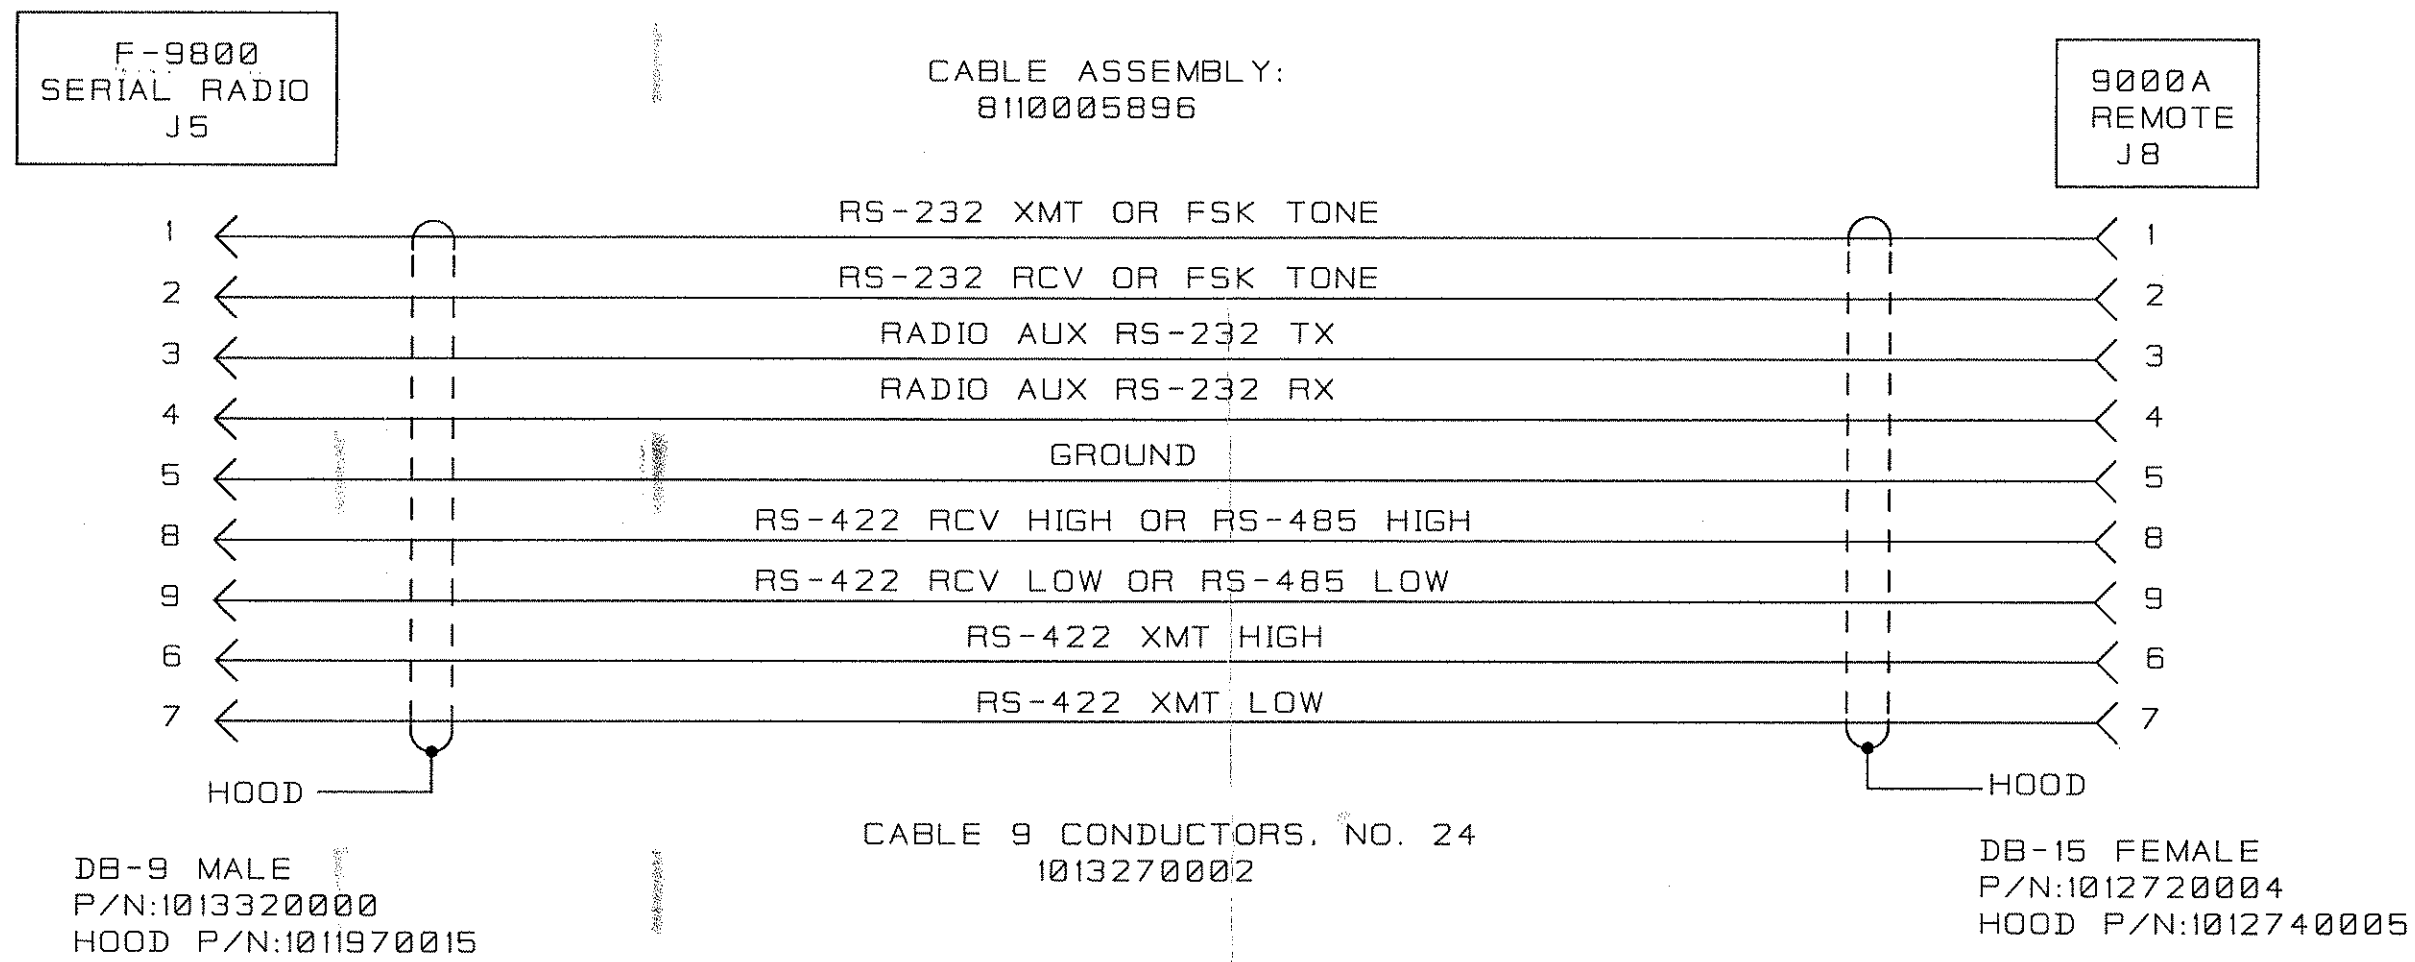 F-9800
SERIAL RADIO
J5
CABLE ASSEMBLY:
8110005896
9000A
REMOTE
J8
1 RS-232 XMT OR FSK TONE 1
2 RS-232 RCV OR FSK TONE 2
3 RADIO AUX RS-232 TX 3
4 RADIO AUX RS-232 RX 4
5 GROUND 5
8 RS-422 RCV HIGH OR RS-485 HIGH 8
9 RS-422 RCV LOW OR RS-485 LOW 9
6 RS-422 XMT HIGH 6
7 RS-422 XMT LOW 7
HOOD
HOOD
CABLE 9 CONDUCTORS, NO. 24
1013270002
DB-9 MALE
P/N:1013320000
HOOD P/N:1011970015
DB-15 FEMALE
P/N:1012720004
HOOD P/N:1012740005